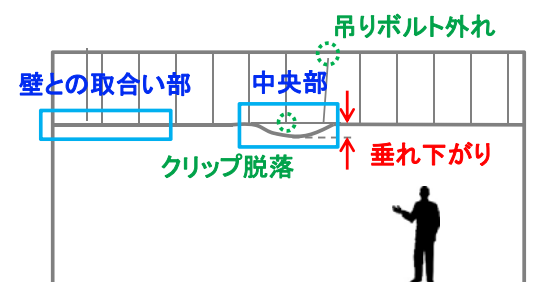 吊りボルト外れ
壁との取合い部
中央部
クリップ脱落
垂れ下がり